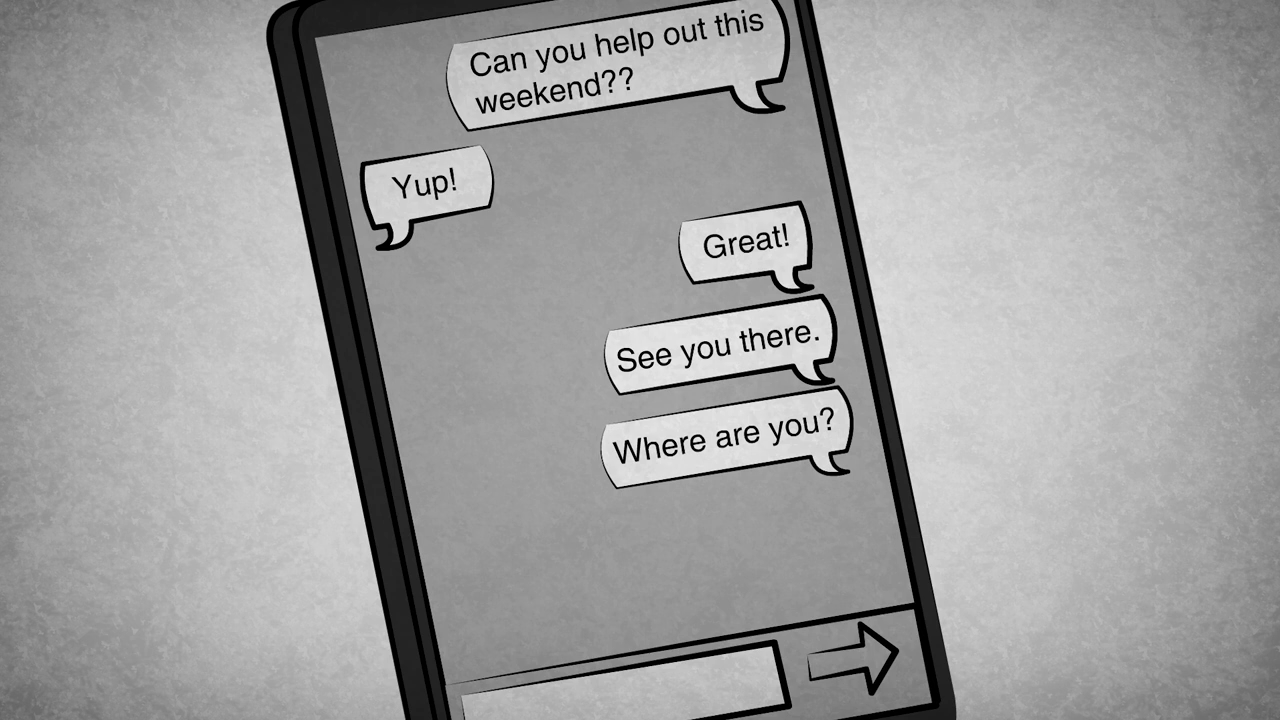 Can you help out this
weekend??
Yup!
Great!
See you there.
Where are you?